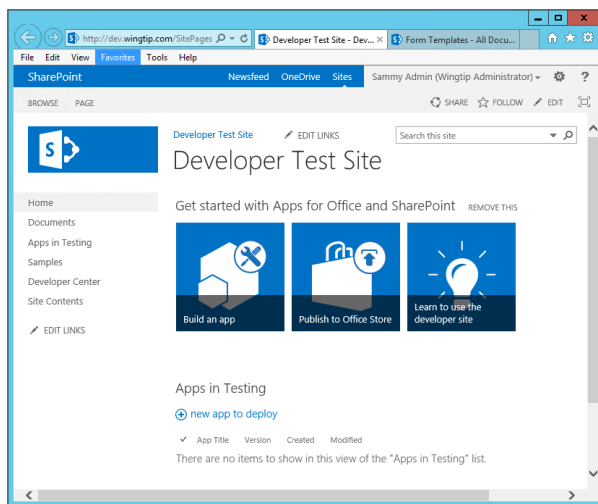 http://dev.wingtip.com/SitePages
Developer Test Site - Dev...
Form Templates - All Docu...
File Edit View Favorites Tools Help
SharePoint Newsfeed OneDrive Sites Sammy Admin (Wingtip Administrator) ?
BROWSE PAGE SHARE FOLLOW EDIT
S
Developer Test Site EDIT LINKS Search this site
Developer Test Site
Home
Documents
Apps in Testing
Samples
Developer Center
Site Contents
EDIT LINKS
Get started with Apps for Office and SharePoint REMOVE THIS
Build an app
Publish to Office Store
Learn to use the
developer site
Apps in Testing
new app to deploy
App Title Version Created Modified
There are no items to show in this view of the "Apps in Testing" list.